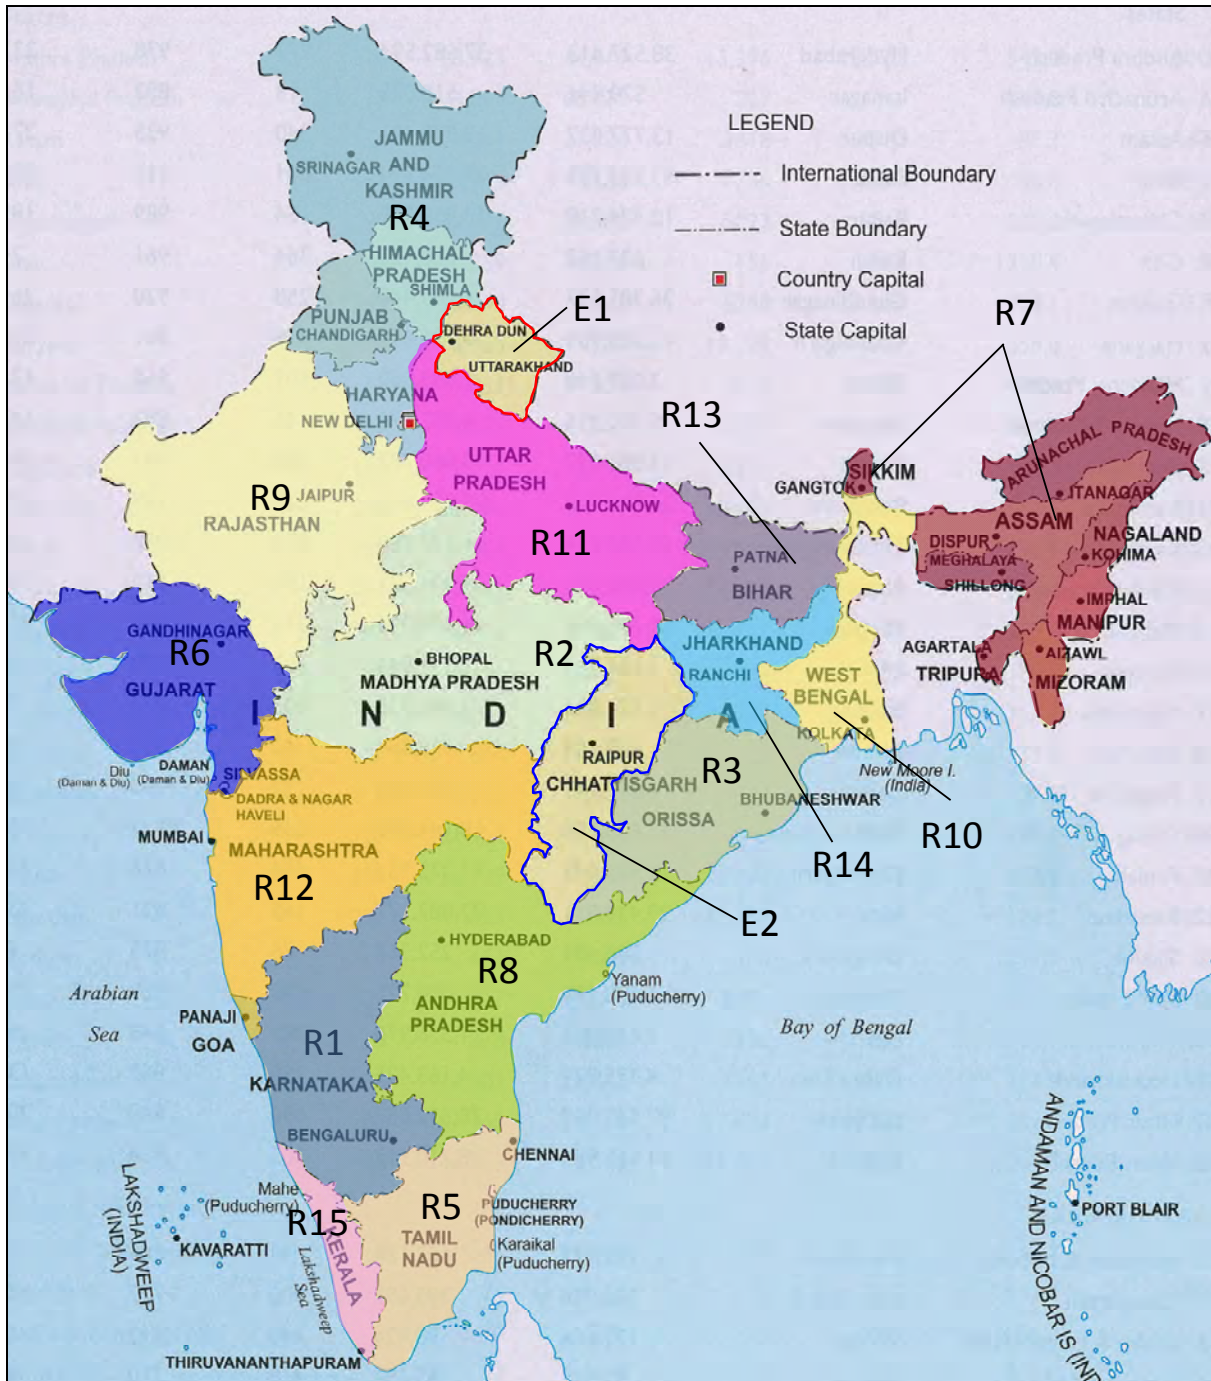 LEGEND
International Boundary
State Boundary
Country Capital
State Capital
JAMMU
AND
KASHMIR
SRINAGAR
R4
HIMACHAL
PRADESH
SHIMLA
PUNJAB
CHANDIGARH
DEHRA DUN
UTTARAKHAND
E1
HARYANA
NEW DELHI
R7
R13
UTTAR
PRADESH
LUCKNOW
R11
JAIPUR
R9
RAJASTHAN
SIKKIM
GANGTOK
ARUNACHAL PRADESH
ITANAGAR
ASSAM
DISPUR
NAGALAND
KOHIMA
MEGHALAYA
SHILLONG
IMPHAL
MANIPUR
AGARTALA
TRIPURA
AIZAWL
MIZORAM
PATNA
BIHAR
GANDHINAGAR
R6
GUJARAT
R2
BHOPAL
MADHYA PRADESH
JHARKHAND
RANCHI
WEST
BENGAL
KOLKATA
I N D I A
RAIPUR
CHHATTISGARH
R3
ORISSA
BHUBANESHWAR
New Moore I.
(India)
R10
R14
E2
Diu
(Daman & Diu)
DAMAN
(Daman & Diu)
SILVASSA
DADRA & NAGAR
HAVELI
MUMBAI
MAHARASHTRA
R12
HYDERABAD
R8
ANDHRA
PRADESH
Yanam
(Puducherry)
Arabian
Sea
Bay of Bengal
PANAJI
GOA
R1
KARNATAKA
BENGALURU
CHENNAI
Mahe
(Puducherry)
R15
KERALA
R5
TAMIL
NADU
PUDUCHERRY
(PONDICHERRY)
Karaikal
(Puducherry)
LAKSHADWEEP
(INDIA)
KAVARATTI
Lakshadweep
Sea
THIRUVANANTHAPURAM
ANDAMAN AND NICOBAR IS (IND
PORT BLAIR